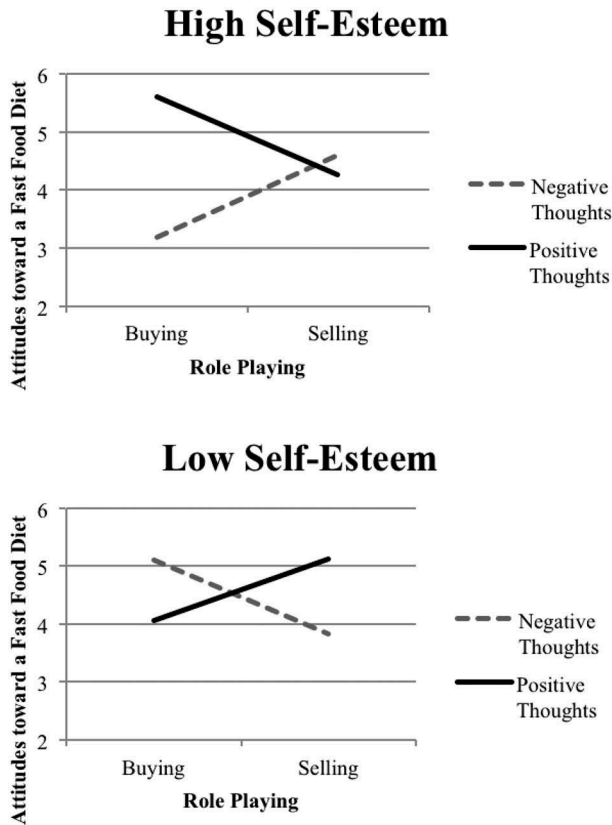 High Self-Esteem
Attitudes toward a Fast Food Diet
6
5
4
3
2
Buying
Selling
Role Playing
Negative
Thoughts
Positive
Thoughts
Low Self-Esteem
Attitudes toward a Fast Food Diet
6
5
4
3
2
Buying
Selling
Role Playing
Negative
Thoughts
Positive
Thoughts